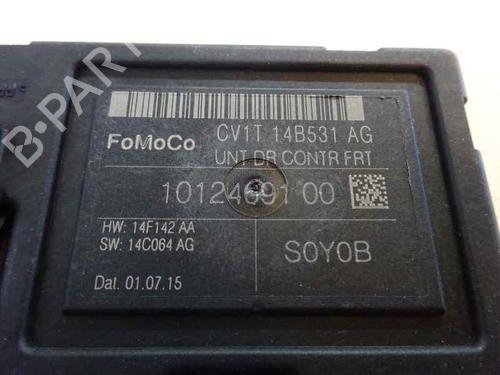 B-PARTS
FoMoCo
CV1T 14B531 AG
UNT DR CONTR FRT
10124691 00
HW: 14F142 AA
SW: 14C064 AG
S0Y0B
Dat. 01.07.15